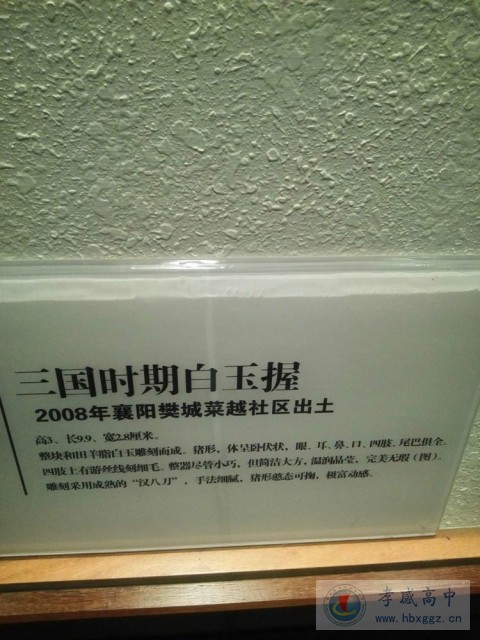 三国时期白玉握
2008年襄阳樊城菜越社区出土
高3、长9.9、宽2.8厘米。
整块和田羊脂白玉雕刻而成。猪形，体呈卧伏状，眼、耳、鼻、口、四肢、尾巴俱全。
四肢上有游丝线刻细毛。整器尽管小巧，但简洁大方，温润晶莹，完美无瑕（图）。
雕刻采用成熟的“汉八刀”，手法细腻，猪形憨态可掬，极富动感。
孝感高中
www.hbxggz.cn